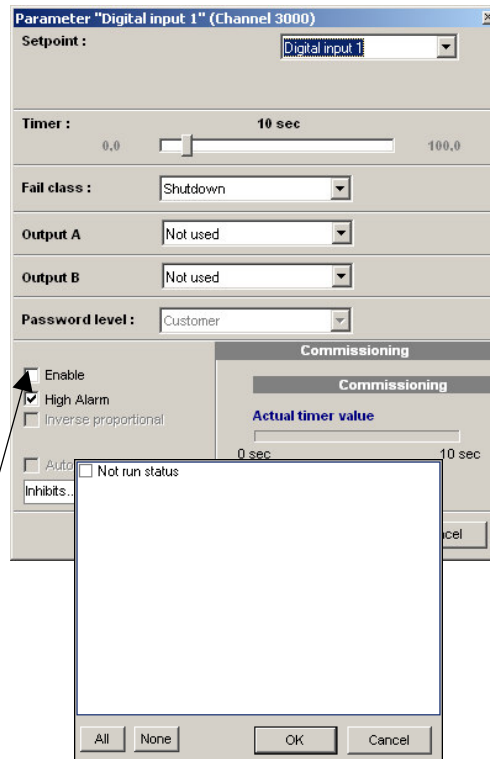 Parameter "Digital input 1" (Channel 3000)
Setpoint :
Digital input 1
Timer :
10 sec
0,0
100,0
Fail class :
Shutdown
Output A
Not used
Output B
Not used
Password level :
Customer
Commissioning
Enable
Commissioning
High Alarm
Inverse proportional
Actual timer value
0 sec
10 sec
Auto
Inhibits...
Not run status
cel
All
None
OK
Cancel